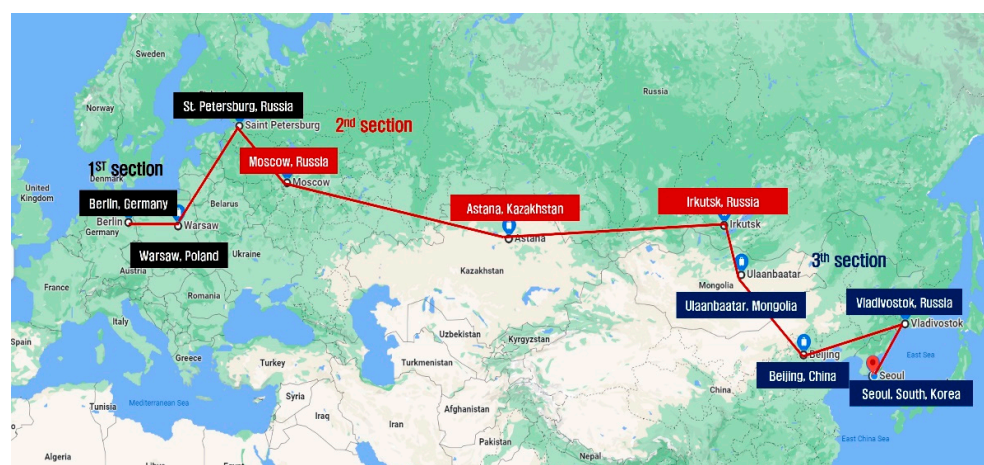 Sweden
Russia
Norway
St. Petersburg, Russia
Saint Petersburg
2nd section
Moscow, Russia
Moscow
1ST section
Denmark
United
Kingdom
Berlin, Germany
Berlin
Germany
Belarus
Warsaw
Warsaw, Poland
Ukraine
Astana, Kazakhstan
Astana
Irkutsk, Russia
Irkutsk
3th section
Ulaanbaatar
Mongolia
Ulaanbaatar, Mongolia
Vladivostok, Russia
Vladivostok
Austria
France
Romania
Kazakhstan
Italy
Spain
Greece
Turkey
Uzbekistan
Kyrgyzstan
Turkmenistan
Beijing
Beijing, China
East Sea
Seoul
Seoul, South, Korea
China
Tunisia
Mediterranean Sea
Syria
Iraq
Iran
Afghanistan
Pakistan
Nepal
Algeria
East China Sea